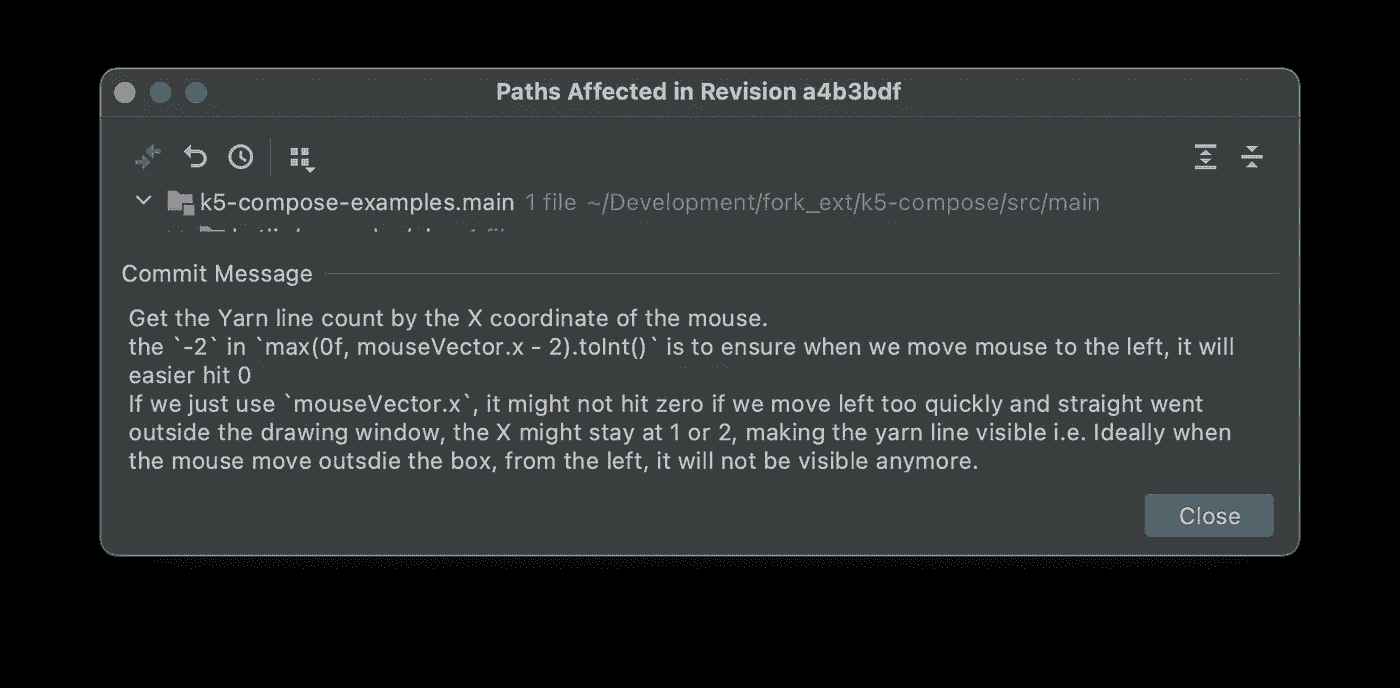 Paths Affected in Revision a4b3bdf
k5-compose-examples.main 1 file ~/Development/fork_ext/k5-compose/src/main
Commit Message
Get the Yarn line count by the X coordinate of the mouse.
the `-2` in `max(0f, mouseVector.x - 2).toInt()` is to ensure when we move mouse to the left, it will
easier hit 0
If we just use `mouseVector.x`, it might not hit zero if we move left too quickly and straight went
outside the drawing window, the X might stay at 1 or 2, making the yarn line visible i.e. Ideally when
the mouse move outsdie the box, from the left, it will not be visible anymore.
Close